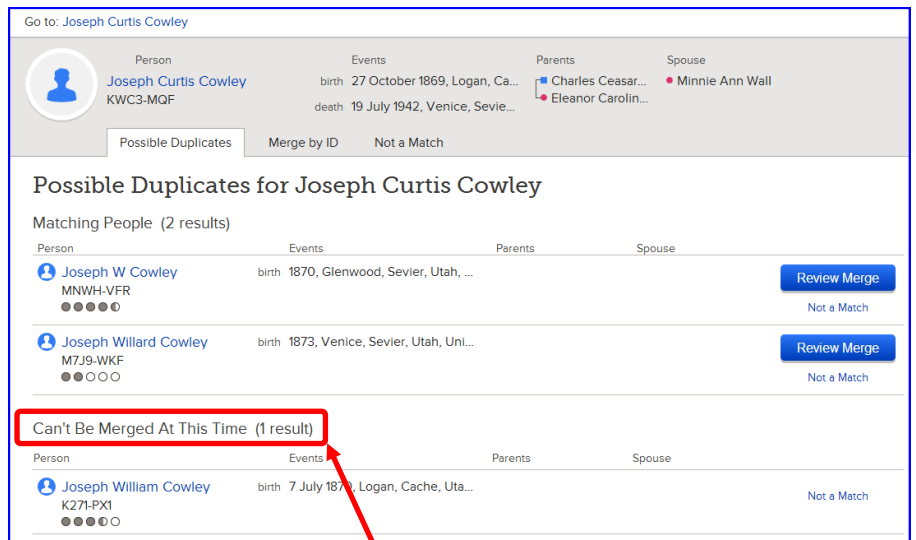 Go to: Joseph Curtis Cowley
Person Events Parents Spouse
Joseph Curtis Cowley birth 27 October 1869, Logan, Ca... Charles Ceasar... Minnie Ann Wall
KWC3-MQF death 19 July 1942, Venice, Sevie... Eleanor Carolin...
Possible Duplicates Merge by ID Not a Match
Possible Duplicates for Joseph Curtis Cowley
Matching People (2 results)
Person Events Parents Spouse
Joseph W Cowley birth 1870, Glenwood, Sevier, Utah, ... Review Merge
MNWH-VFR Not a Match
Joseph Willard Cowley birth 1873, Venice, Sevier, Utah, Uni... Review Merge
M7J9-WKF Not a Match
Can't Be Merged At This Time (1 result)
Person Events Parents Spouse
Joseph William Cowley birth 7 July 1870, Logan, Cache, Uta... Not a Match
K271-PX1